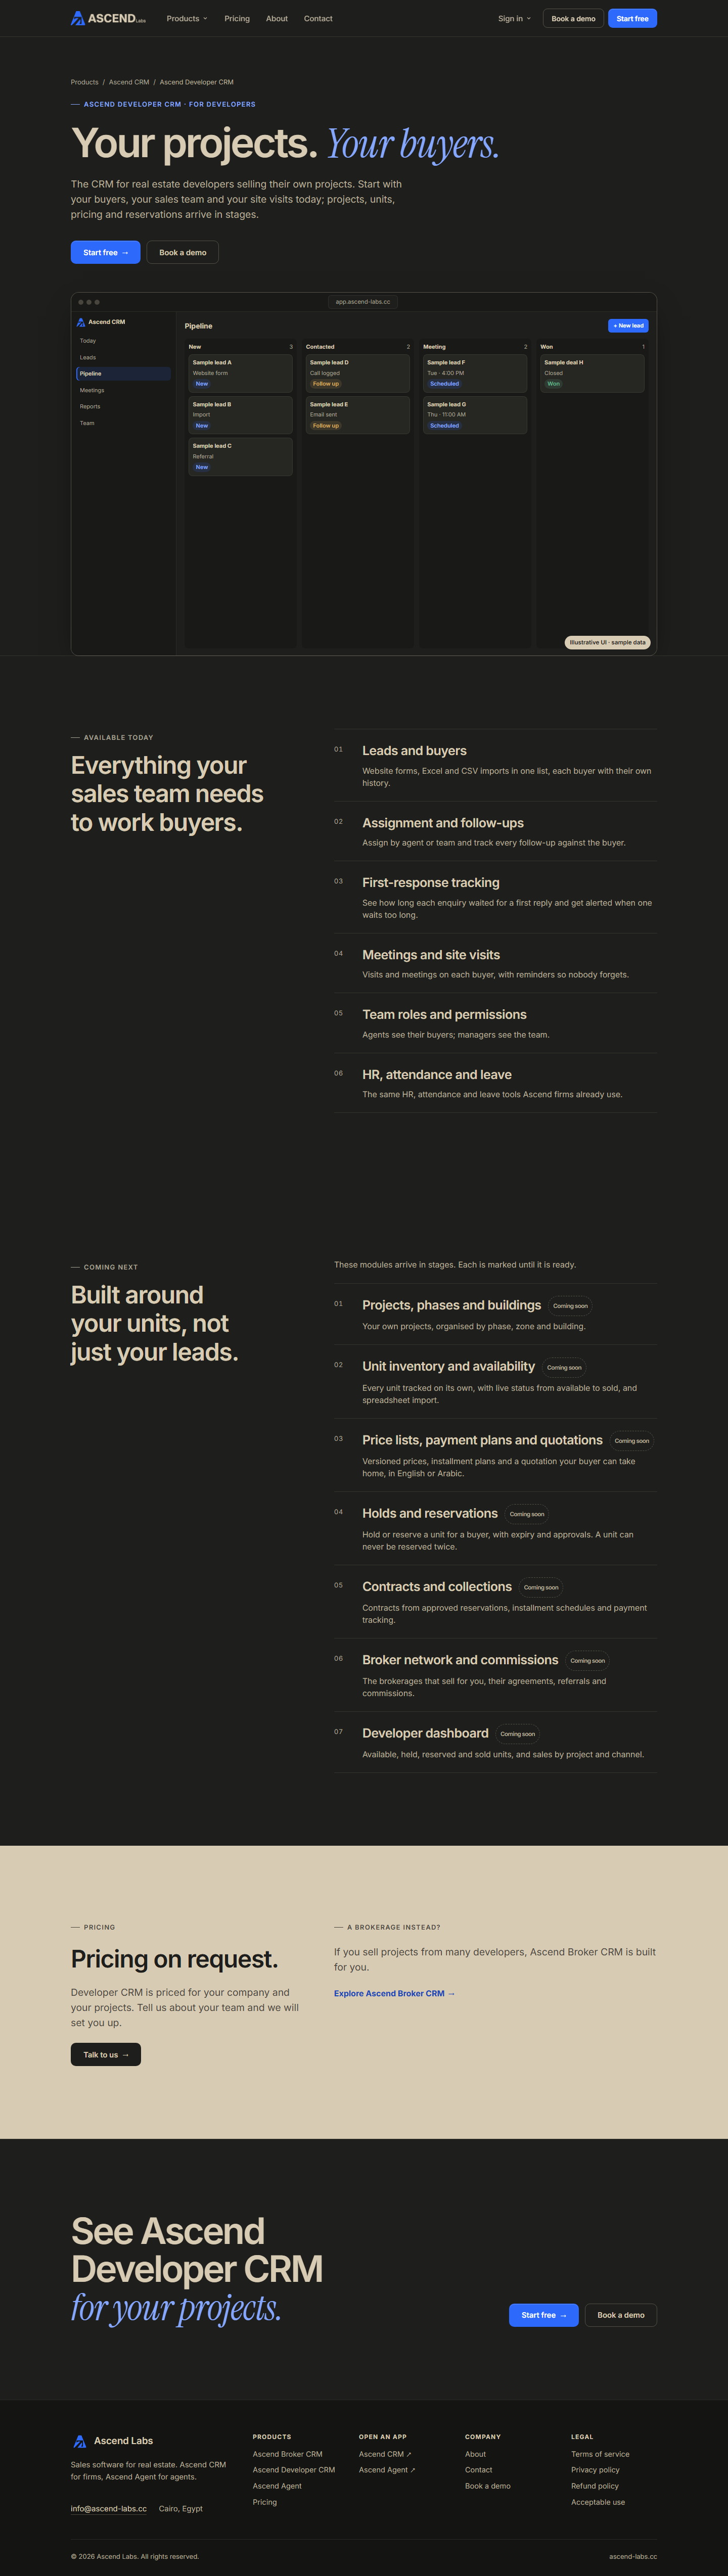 ASCEND Labs
Products
Pricing
About
Contact
Sign in
Book a demo
Start free
Products / Ascend CRM / Ascend Developer CRM
ASCEND DEVELOPER CRM · FOR DEVELOPERS
Your projects. Your buyers.
The CRM for real estate developers selling their own projects. Start with
your buyers, your sales team and your site visits today; projects, units,
pricing and reservations arrive in stages.
Start free →
Book a demo
app.ascend-labs.cc
Ascend CRM
Today
Leads
Pipeline
Meetings
Reports
Team
Pipeline
+ New lead
New 3
Sample lead A
Website form
New
Sample lead B
Import
New
Sample lead C
Referral
New
Contacted 2
Sample lead D
Call logged
Follow up
Sample lead E
Email sent
Follow up
Meeting 2
Sample lead F
Tue · 4:00 PM
Scheduled
Sample lead G
Thu · 11:00 AM
Scheduled
Won 1
Sample deal H
Closed
Won
Illustrative UI · sample data
AVAILABLE TODAY
Everything your
sales team needs
to work buyers.
01
Leads and buyers
Website forms, Excel and CSV imports in one list, each buyer with their own
history.
02
Assignment and follow-ups
Assign by agent or team and track every follow-up against the buyer.
03
First-response tracking
See how long each enquiry waited for a first reply and get alerted when one
waits too long.
04
Meetings and site visits
Visits and meetings on each buyer, with reminders so nobody forgets.
05
Team roles and permissions
Agents see their buyers; managers see the team.
06
HR, attendance and leave
The same HR, attendance and leave tools Ascend firms already use.
COMING NEXT
Built around
your units, not
just your leads.
These modules arrive in stages. Each is marked until it is ready.
01
Projects, phases and buildings Coming soon
Your own projects, organised by phase, zone and building.
02
Unit inventory and availability Coming soon
Every unit tracked on its own, with live status from available to sold, and
spreadsheet import.
03
Price lists, payment plans and quotations Coming soon
Versioned prices, installment plans and a quotation your buyer can take
home, in English or Arabic.
04
Holds and reservations Coming soon
Hold or reserve a unit for a buyer, with expiry and approvals. A unit can
never be reserved twice.
05
Contracts and collections Coming soon
Contracts from approved reservations, installment schedules and payment
tracking.
06
Broker network and commissions Coming soon
The brokerages that sell for you, their agreements, referrals and
commissions.
07
Developer dashboard Coming soon
Available, held, reserved and sold units, and sales by project and channel.
PRICING
Pricing on request.
Developer CRM is priced for your company and
your projects. Tell us about your team and we will
set you up.
Talk to us →
A BROKERAGE INSTEAD?
If you sell projects from many developers, Ascend Broker CRM is built
for you.
Explore Ascend Broker CRM →
See Ascend
Developer CRM
for your projects.
Start free →
Book a demo
Ascend Labs
Sales software for real estate. Ascend CRM
for firms, Ascend Agent for agents.
info@ascend-labs.cc
Cairo, Egypt
PRODUCTS
Ascend Broker CRM
Ascend Developer CRM
Ascend Agent
Pricing
OPEN AN APP
Ascend CRM ↗
Ascend Agent ↗
COMPANY
About
Contact
Book a demo
LEGAL
Terms of service
Privacy policy
Refund policy
Acceptable use
© 2026 Ascend Labs. All rights reserved.
ascend-labs.cc